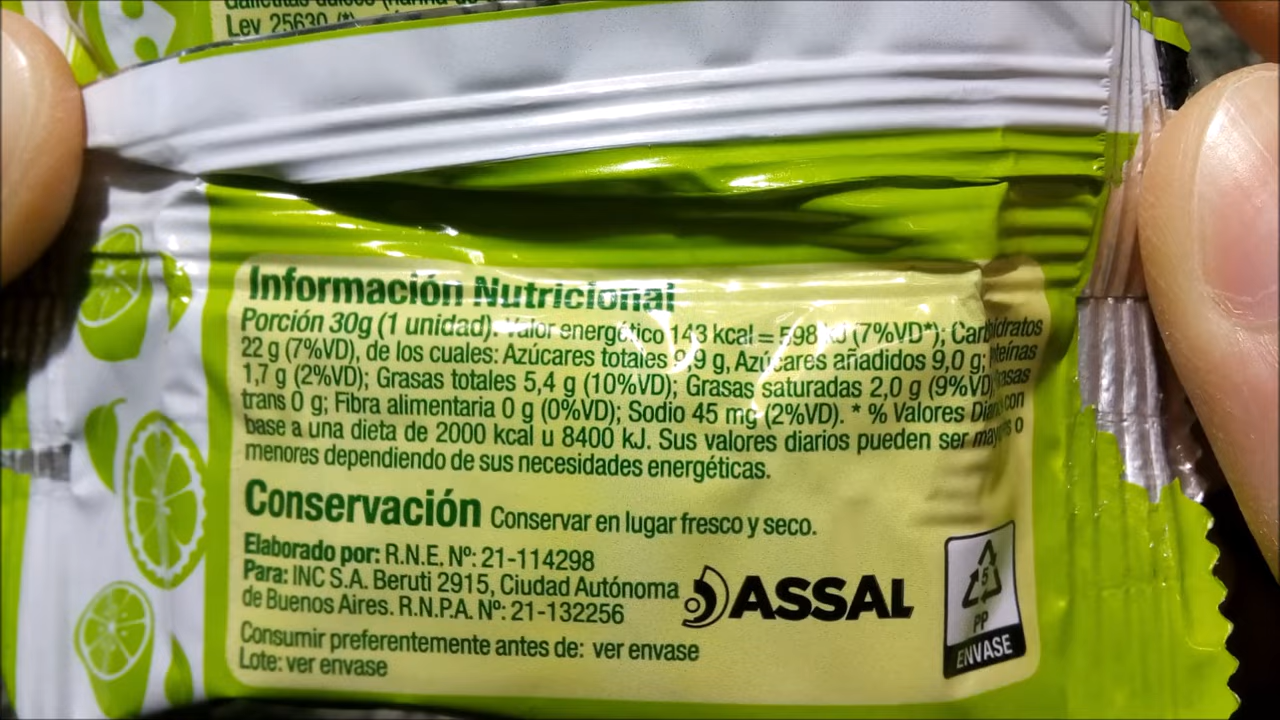 Galletitas dulces (harina de
Ley 25630 (*)
Información Nutricional
Porción 30g (1 unidad). Valor energético 143 kcal = 598 kJ (7%VD*); Carbohidratos
22 g (7%VD), de los cuales: Azúcares totales 9,9 g, Azúcares añadidos 9,0 g; Proteínas
1,7 g (2%VD); Grasas totales 5,4 g (10%VD); Grasas saturadas 2,0 g (9%VD) Grasas
trans 0 g; Fibra alimentaria 0 g (0%VD); Sodio 45 mg (2%VD). * % Valores Diarios con
base a una dieta de 2000 kcal u 8400 kJ. Sus valores diarios pueden ser mayores o
menores dependiendo de sus necesidades energéticas.
Conservación Conservar en lugar fresco y seco.
Elaborado por: R.N.E. Nº: 21-114298
Para: INC S.A. Beruti 2915, Ciudad Autónoma
de Buenos Aires. R.N.P.A. Nº: 21-132256
ASSAL
Consumir preferentemente antes de: ver envase
Lote: ver envase
5
PP
ENVASE